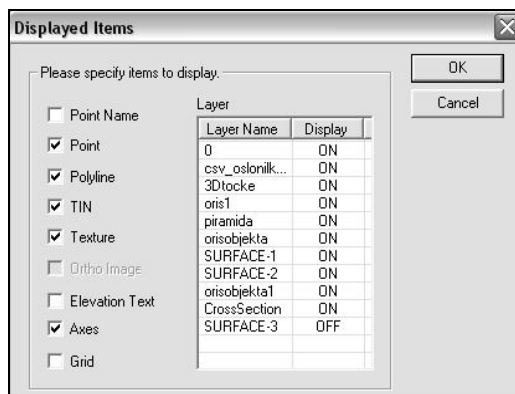 Displayed Items
Please specify items to display.
OK
Cancel
Point Name
Point
Polyline
TIN
Texture
Ortho Image
Elevation Text
Axes
Grid
Layer
Layer Name Display
0 ON
csv_oslonilk... ON
3Dtocke ON
oris1 ON
piramida ON
orisobjekta ON
SURFACE-1 ON
SURFACE-2 ON
orisobjekta1 ON
CrossSection ON
SURFACE-3 OFF